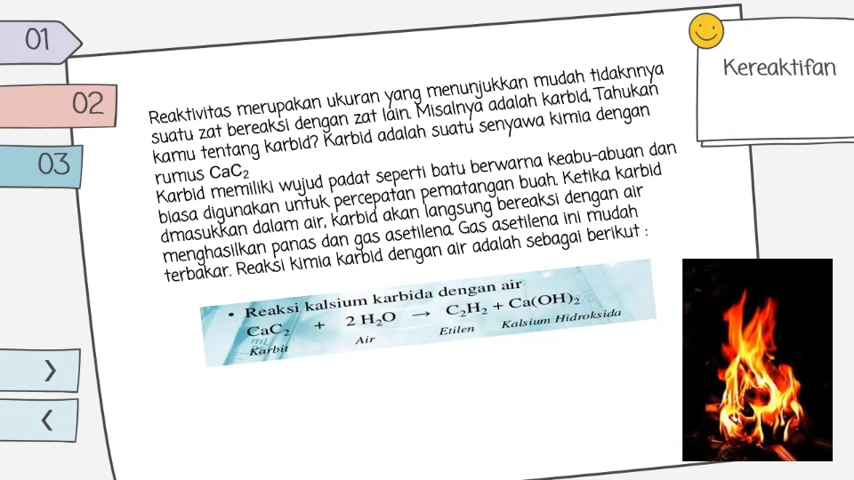 01
02
03
Kereaktifan
Reaktivitas merupakan ukuran yang menunjukkan mudah tidaknnya
suatu zat bereaksi dengan zat lain. Misalnya adalah karbid, Tahukan
kamu tentang karbid? Karbid adalah suatu senyawa kimia dengan
rumus CaC₂
Karbid memiliki wujud padat seperti batu berwarna keabu-abuan dan
biasa digunakan untuk percepatan pematangan buah. Ketika karbid
dmasukkan dalam air, karbid akan langsung bereaksi dengan air
menghasilkan panas dan gas asetilena. Gas asetilena ini mudah
terbakar. Reaksi kimia karbid dengan air adalah sebagai berikut :
• Reaksi kalsium karbida dengan air
CaC₂ + 2 H₂O → C₂H₂ + Ca(OH)₂
Karbit Air Etilen Kalsium Hidroksida